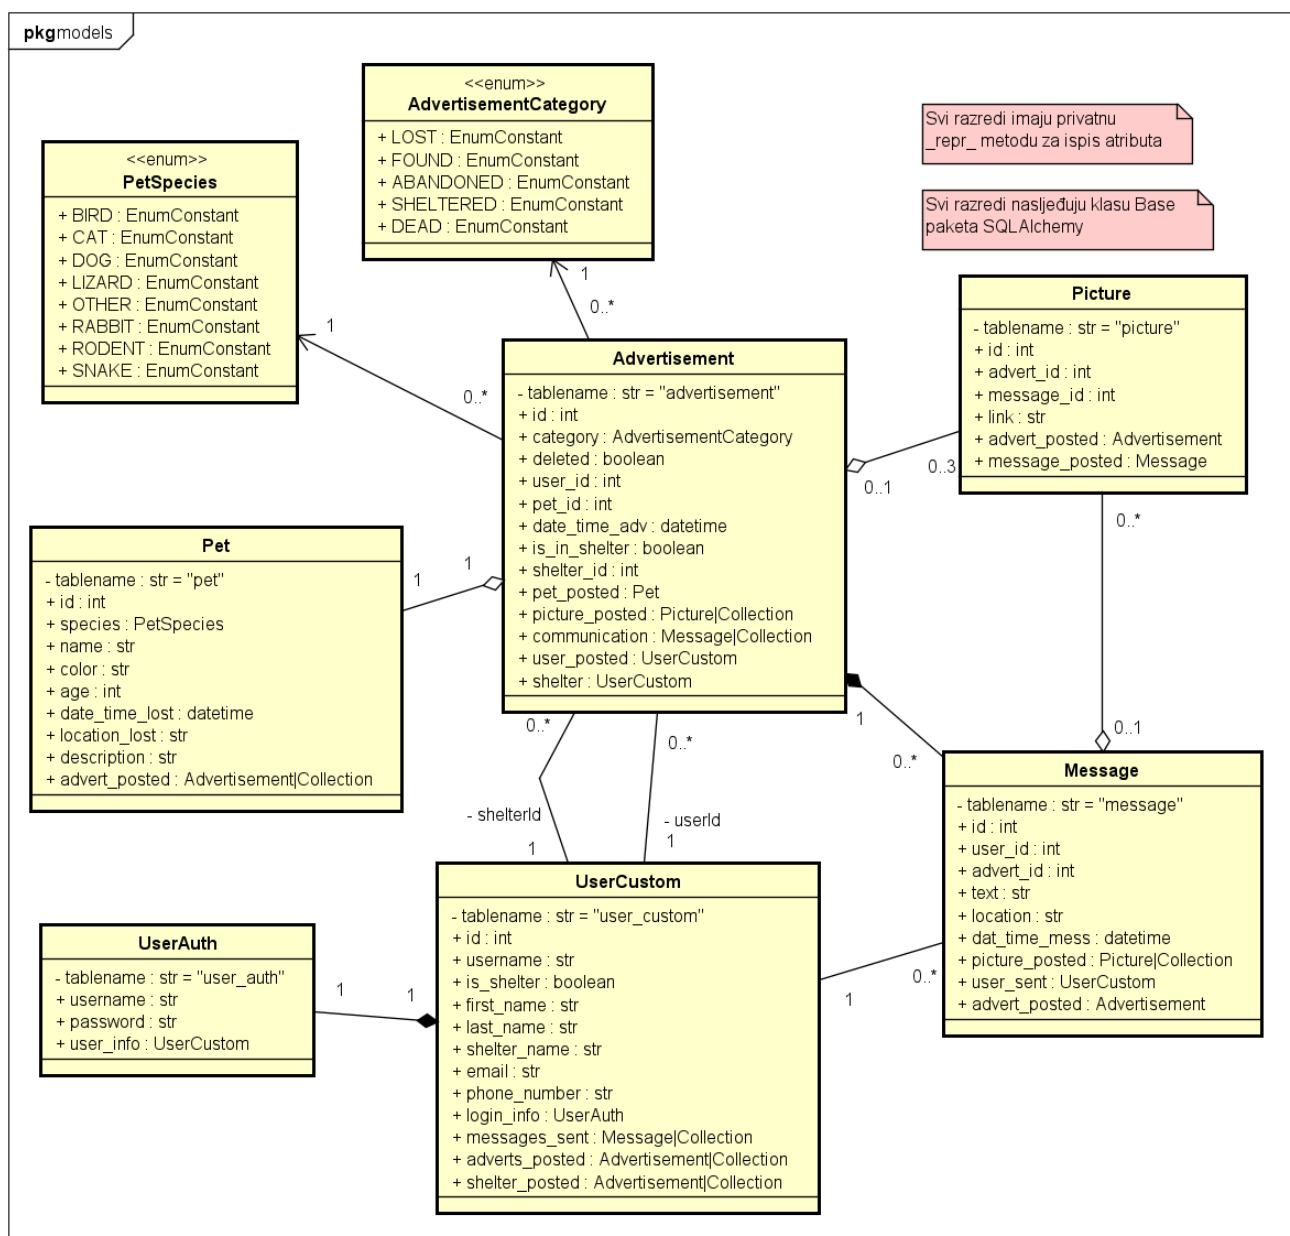 pkgmodels
<<enum>>
AdvertisementCategory
+ LOST : EnumConstant
+ FOUND : EnumConstant
+ ABANDONED : EnumConstant
+ SHELTERED : EnumConstant
+ DEAD : EnumConstant
Svi razredi imaju privatnu
_repr_ metodu za ispis atributa
Svi razredi nasljeđuju klasu Base
paketa SQLAlchemy
<<enum>>
PetSpecies
+ BIRD : EnumConstant
+ CAT : EnumConstant
+ DOG : EnumConstant
+ LIZARD : EnumConstant
+ OTHER : EnumConstant
+ RABBIT : EnumConstant
+ RODENT : EnumConstant
+ SNAKE : EnumConstant
1
0..*
1
0..*
Picture
- tablename : str = "picture"
+ id : int
+ advert_id : int
+ message_id : int
+ link : str
+ advert_posted : Advertisement
+ message_posted : Message
Advertisement
- tablename : str = "advertisement"
+ id : int
+ category : AdvertisementCategory
+ deleted : boolean
+ user_id : int
+ pet_id : int
+ date_time_adv : datetime
+ is_in_shelter : boolean
+ shelter_id : int
+ pet_posted : Pet
+ picture_posted : Picture|Collection
+ communication : Message|Collection
+ user_posted : UserCustom
+ shelter : UserCustom
0..1
0..3
0..*
0..1
Pet
- tablename : str = "pet"
+ id : int
+ species : PetSpecies
+ name : str
+ color : str
+ age : int
+ date_time_lost : datetime
+ location_lost : str
+ description : str
+ advert_posted : Advertisement|Collection
1
1
0..*
0..*
1
0..*
- shelterId
1
- userId
1
Message
- tablename : str = "message"
+ id : int
+ user_id : int
+ advert_id : int
+ text : str
+ location : str
+ dat_time_mess : datetime
+ picture_posted : Picture|Collection
+ user_sent : UserCustom
+ advert_posted : Advertisement
UserCustom
- tablename : str = "user_custom"
+ id : int
+ username : str
+ is_shelter : boolean
+ first_name : str
+ last_name : str
+ shelter_name : str
+ email : str
+ phone_number : str
+ login_info : UserAuth
+ messages_sent : Message|Collection
+ adverts_posted : Advertisement|Collection
+ shelter_posted : Advertisement|Collection
0..*
1
UserAuth
- tablename : str = "user_auth"
+ username : str
+ password : str
+ user_info : UserCustom
1
1